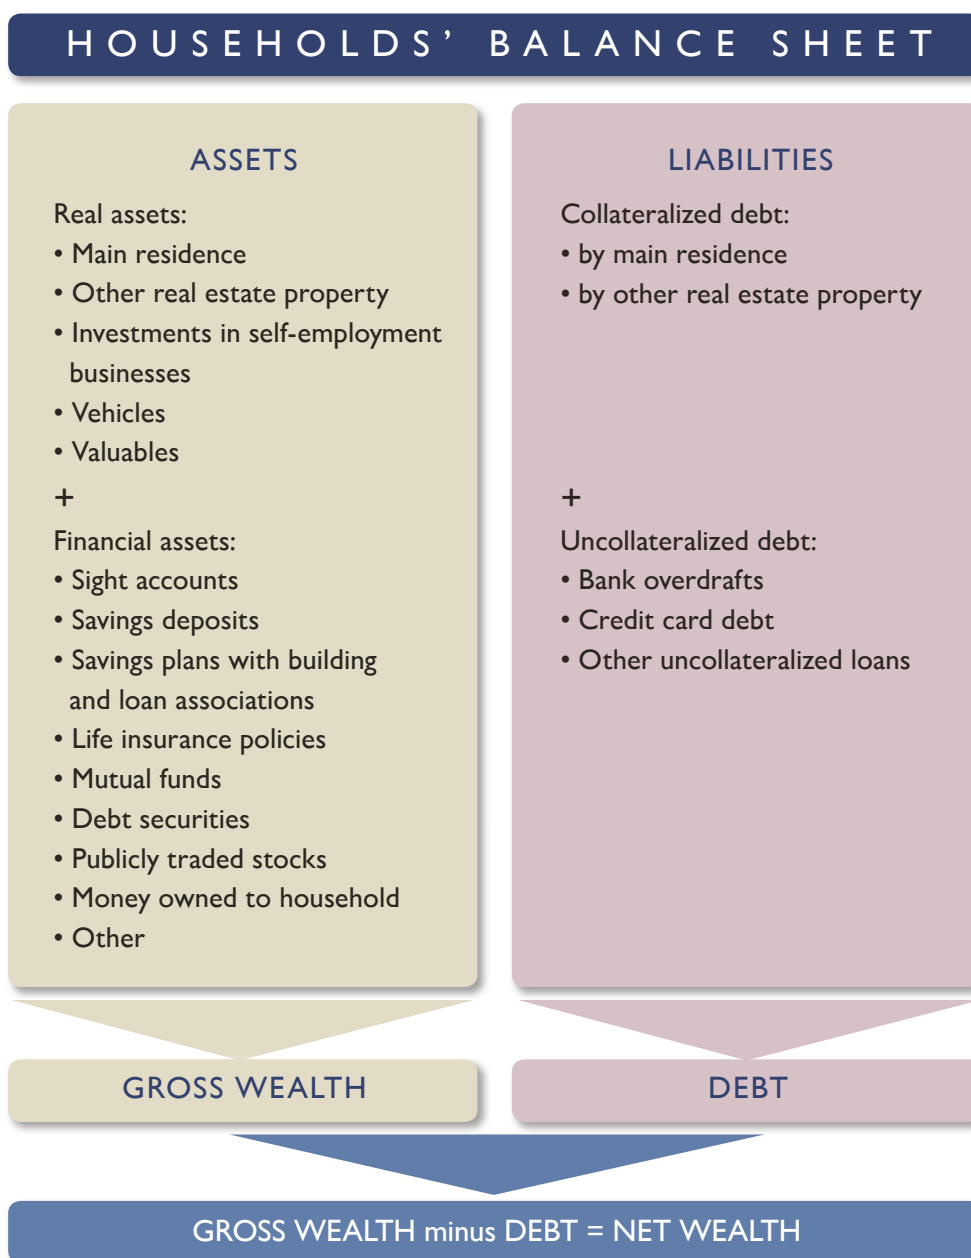 HOUSEHOLDS’ BALANCE SHEET
ASSETS
Real assets:
• Main residence
• Other real estate property
• Investments in self-employment
businesses
• Vehicles
• Valuables
+
Financial assets:
• Sight accounts
• Savings deposits
• Savings plans with building
and loan associations
• Life insurance policies
• Mutual funds
• Debt securities
• Publicly traded stocks
• Money owned to household
• Other
LIABILITIES
Collateralized debt:
• by main residence
• by other real estate property
+
Uncollateralized debt:
• Bank overdrafts
• Credit card debt
• Other uncollateralized loans
GROSS WEALTH
DEBT
GROSS WEALTH minus DEBT = NET WEALTH